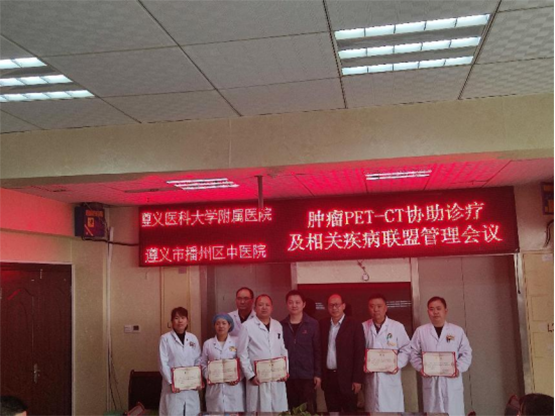 遵义医科大学附属医院
遵义市播州区中医院
肿瘤PET-CT协助诊疗
及相关疾病联盟管理会议